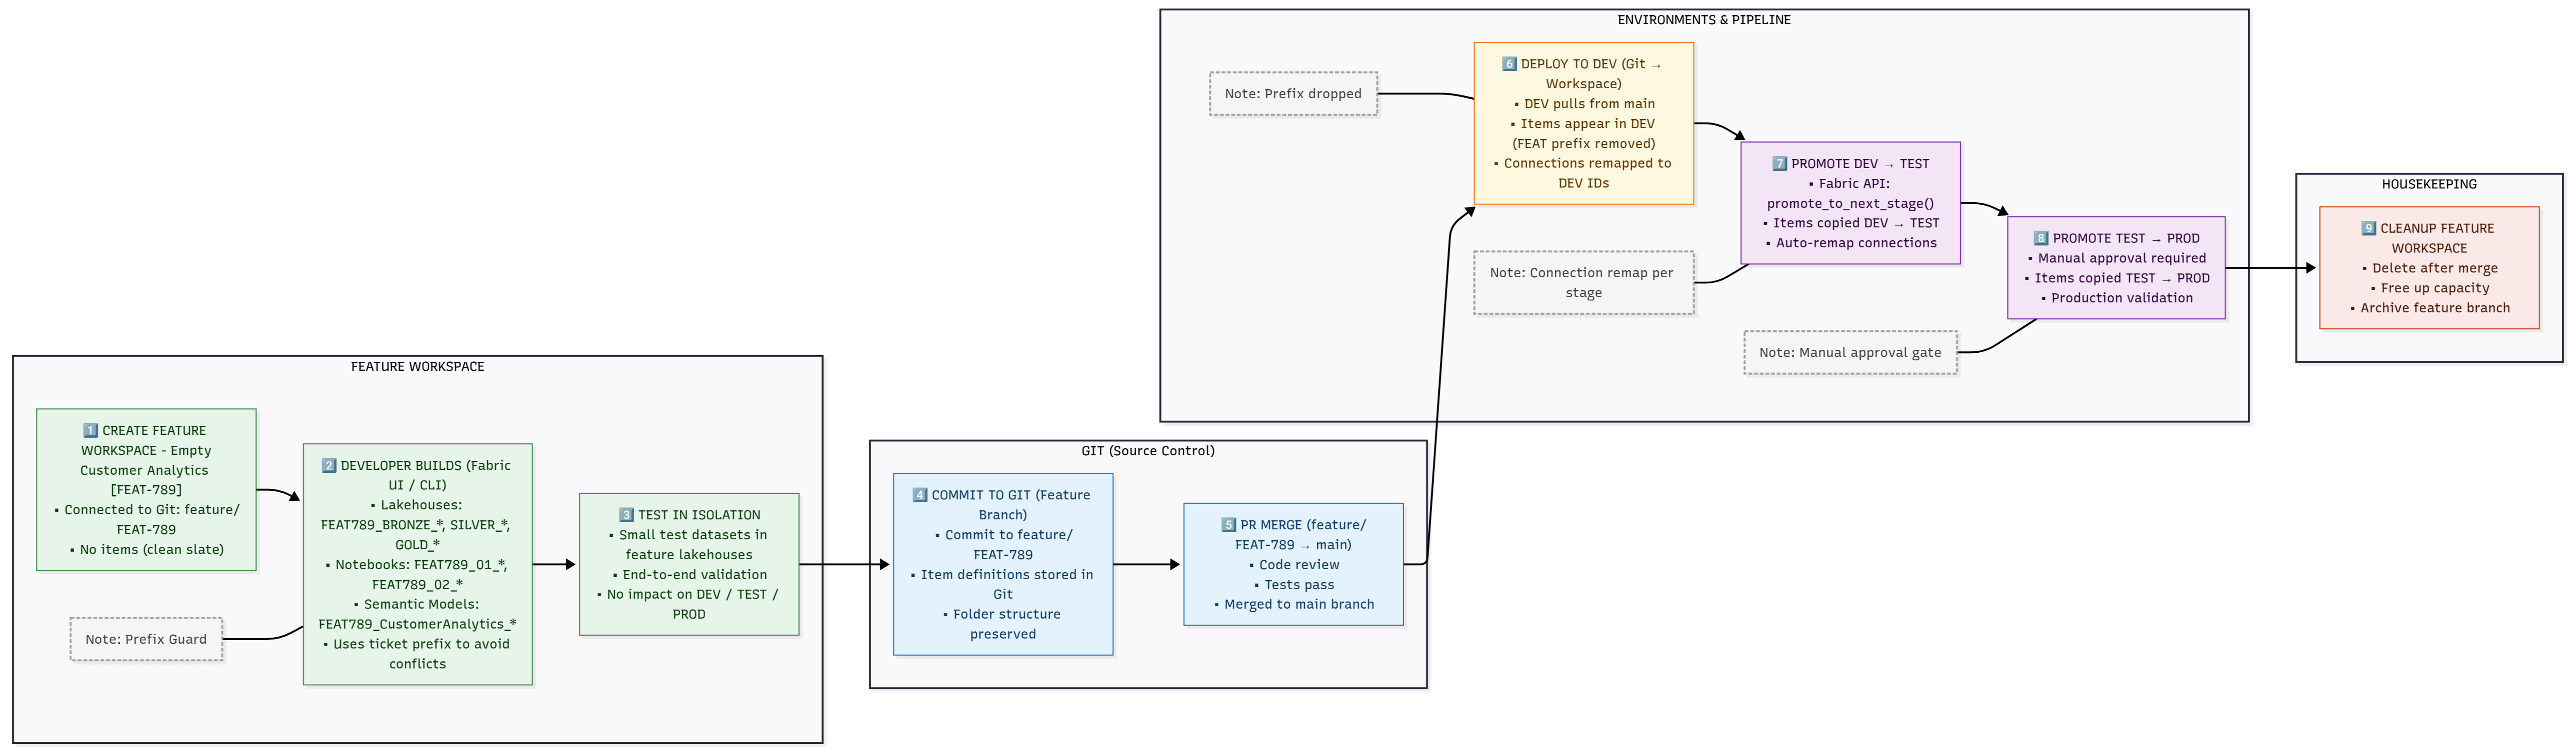 FEATURE WORKSPACE
1 CREATE FEATURE
WORKSPACE - Empty
Customer Analytics
[FEAT-789]
▪ Connected to Git: feature/
FEAT-789
▪ No items (clean slate)
Note: Prefix Guard
2 DEVELOPER BUILDS (Fabric
UI / CLI)
▪ Lakehouses:
FEAT789_BRONZE_*, SILVER_*,
GOLD_*
▪ Notebooks: FEAT789_01_*,
FEAT789_02_*
▪ Semantic Models:
FEAT789_CustomerAnalytics_*
▪ Uses ticket prefix to avoid
conflicts
3 TEST IN ISOLATION
▪ Small test datasets in
feature lakehouses
▪ End-to-end validation
▪ No impact on DEV / TEST /
PROD
GIT (Source Control)
4 COMMIT TO GIT (Feature
Branch)
▪ Commit to feature/
FEAT-789
▪ Item definitions stored in
Git
▪ Folder structure
preserved
5 PR MERGE (feature/
FEAT-789 → main)
▪ Code review
▪ Tests pass
▪ Merged to main branch
ENVIRONMENTS & PIPELINE
Note: Prefix dropped
6 DEPLOY TO DEV (Git →
Workspace)
▪ DEV pulls from main
▪ Items appear in DEV
(FEAT prefix removed)
▪ Connections remapped to
DEV IDs
Note: Connection remap per
stage
7 PROMOTE DEV → TEST
▪ Fabric API:
promote_to_next_stage()
▪ Items copied DEV → TEST
▪ Auto-remap connections
Note: Manual approval gate
8 PROMOTE TEST → PROD
▪ Manual approval required
▪ Items copied TEST → PROD
▪ Production validation
HOUSEKEEPING
9 CLEANUP FEATURE
WORKSPACE
▪ Delete after merge
▪ Free up capacity
▪ Archive feature branch